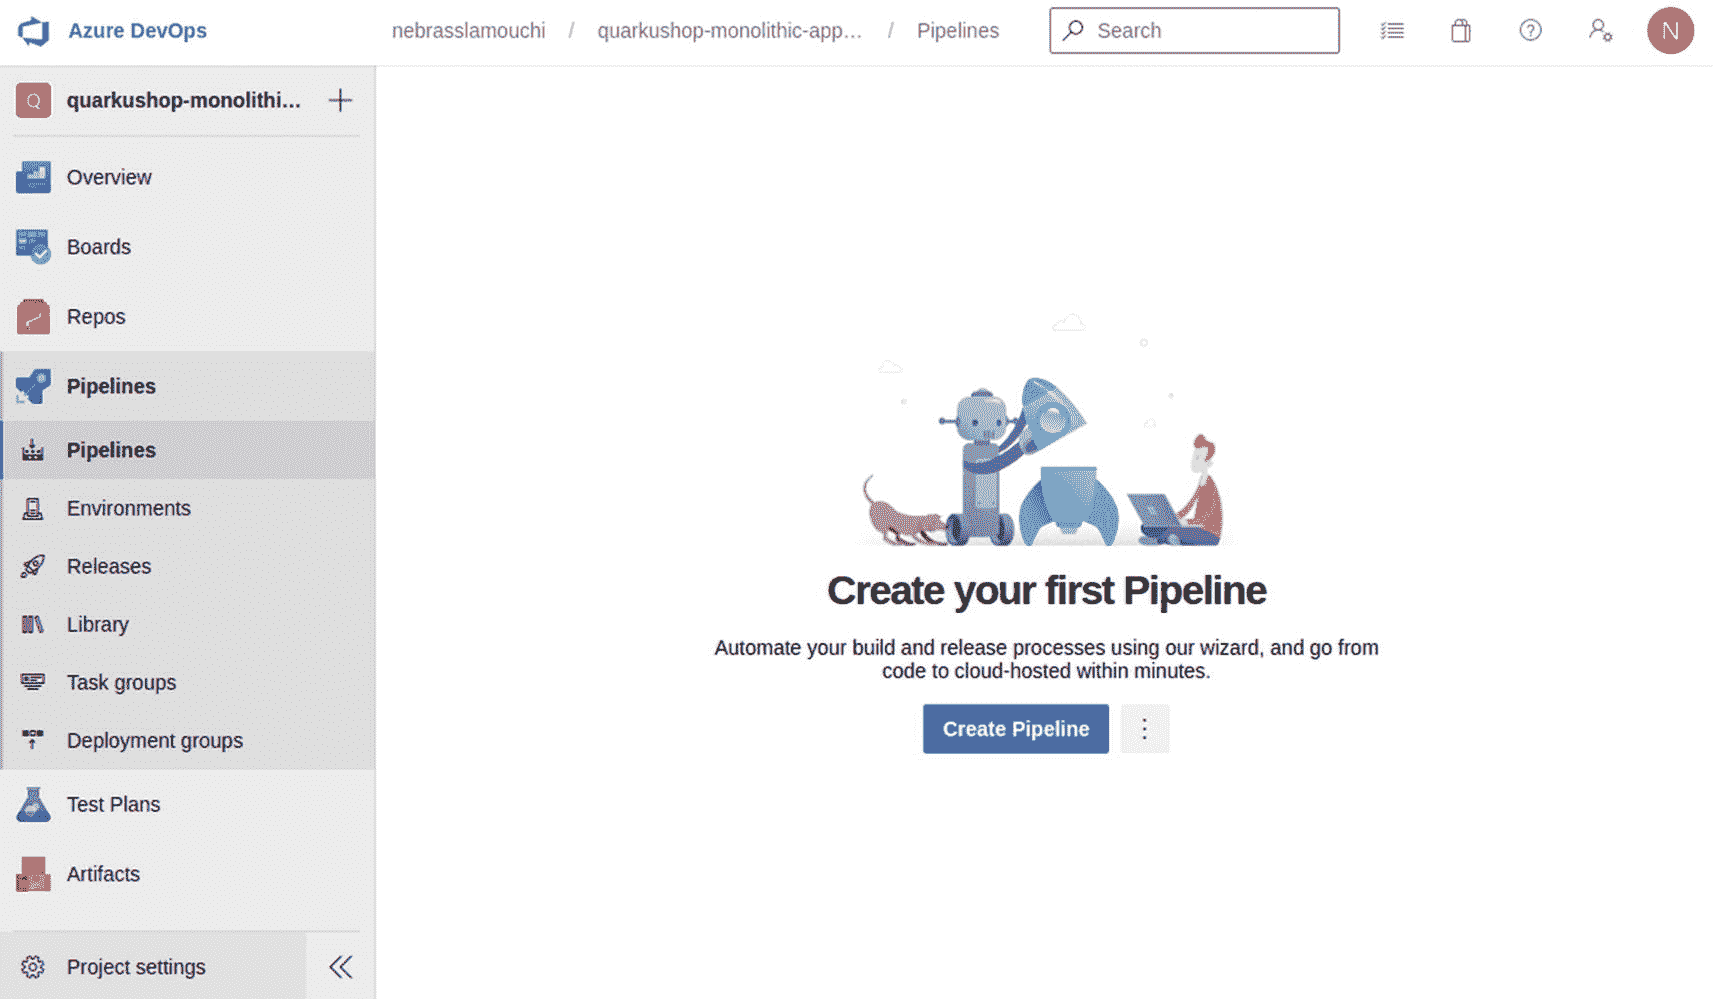 Azure DevOps
nebrasslamouchi / quarkushop-monolithic-app... / Pipelines
Search
N
Q quarkushop-monolithi...
Overview
Boards
Repos
Pipelines
Pipelines
Environments
Releases
Library
Task groups
Deployment groups
Test Plans
Artifacts
Project settings
Create your first Pipeline
Automate your build and release processes using our wizard, and go from
code to cloud-hosted within minutes.
Create Pipeline